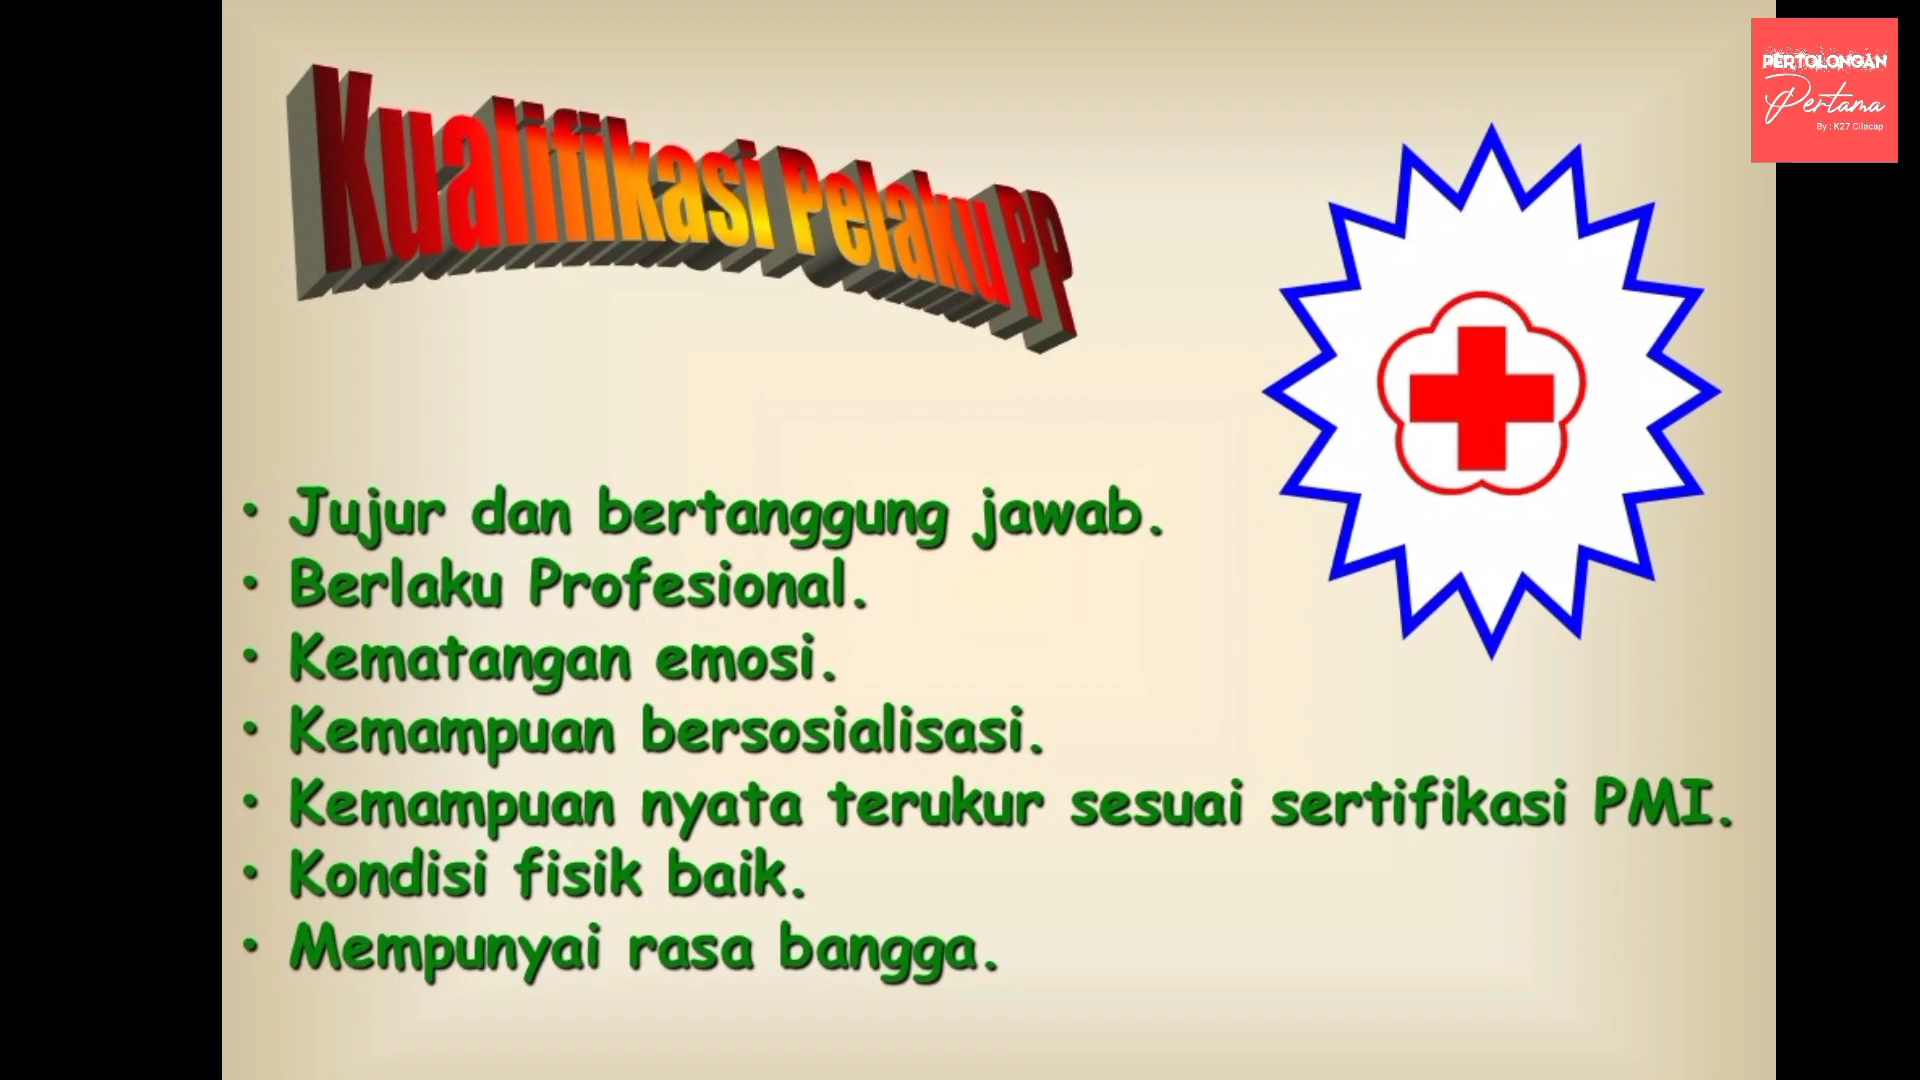 Kualifikasi Pelaku PP
PERTOLONGAN
Pertama
By : K27 Cilacap
• Jujur dan bertanggung jawab.
• Berlaku Profesional.
• Kematangan emosi.
• Kemampuan bersosialisasi.
• Kemampuan nyata terukur sesuai sertifikasi PMI.
• Kondisi fisik baik.
• Mempunyai rasa bangga.